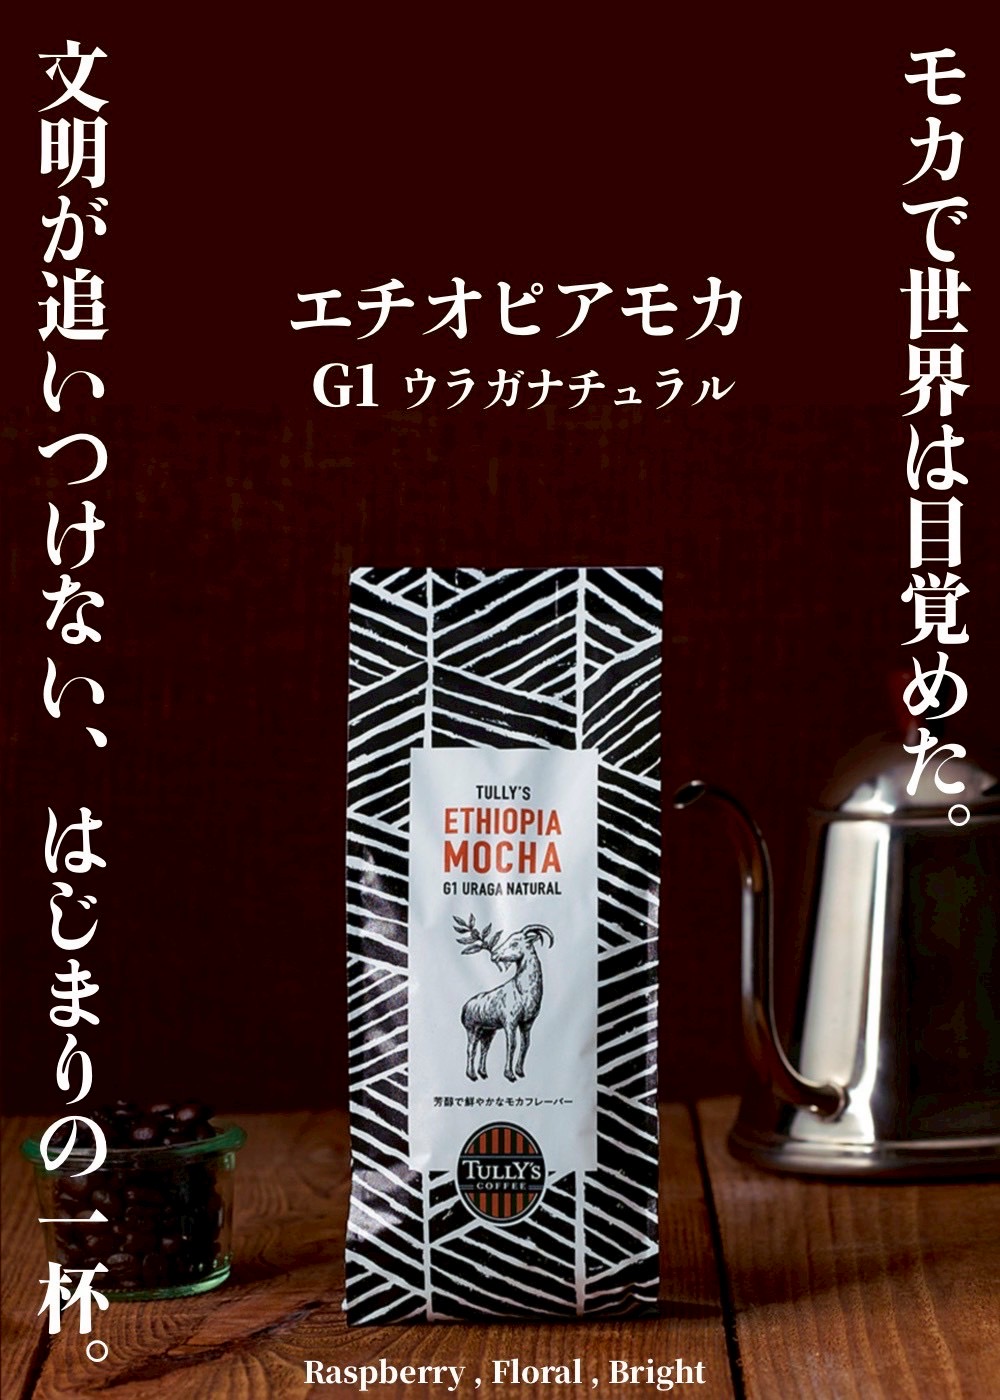 モカで世界は目覚めた。
文明が追いつけない、はじまりの一杯。
エチオピアモカ
G1 ウラガナチュラル
TULLY'S
ETHIOPIA
MOCHA
G1 URAGA NATURAL
芳醇で鮮やかなモカフレーバー
TULLY'S
COFFEE
Raspberry , Floral , Bright